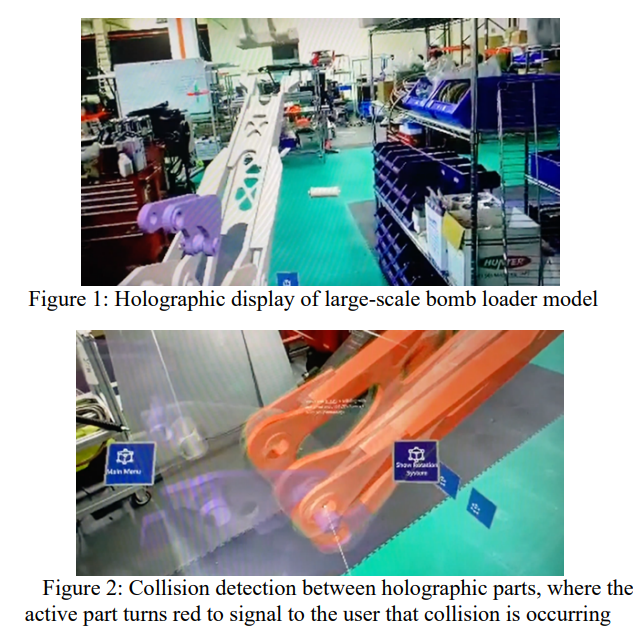 HUNTER
Figure 1: Holographic display of large-scale bomb loader model
Main Menu
Show Rotation
System
Figure 2: Collision detection between holographic parts, where the
active part turns red to signal to the user that collision is occurring